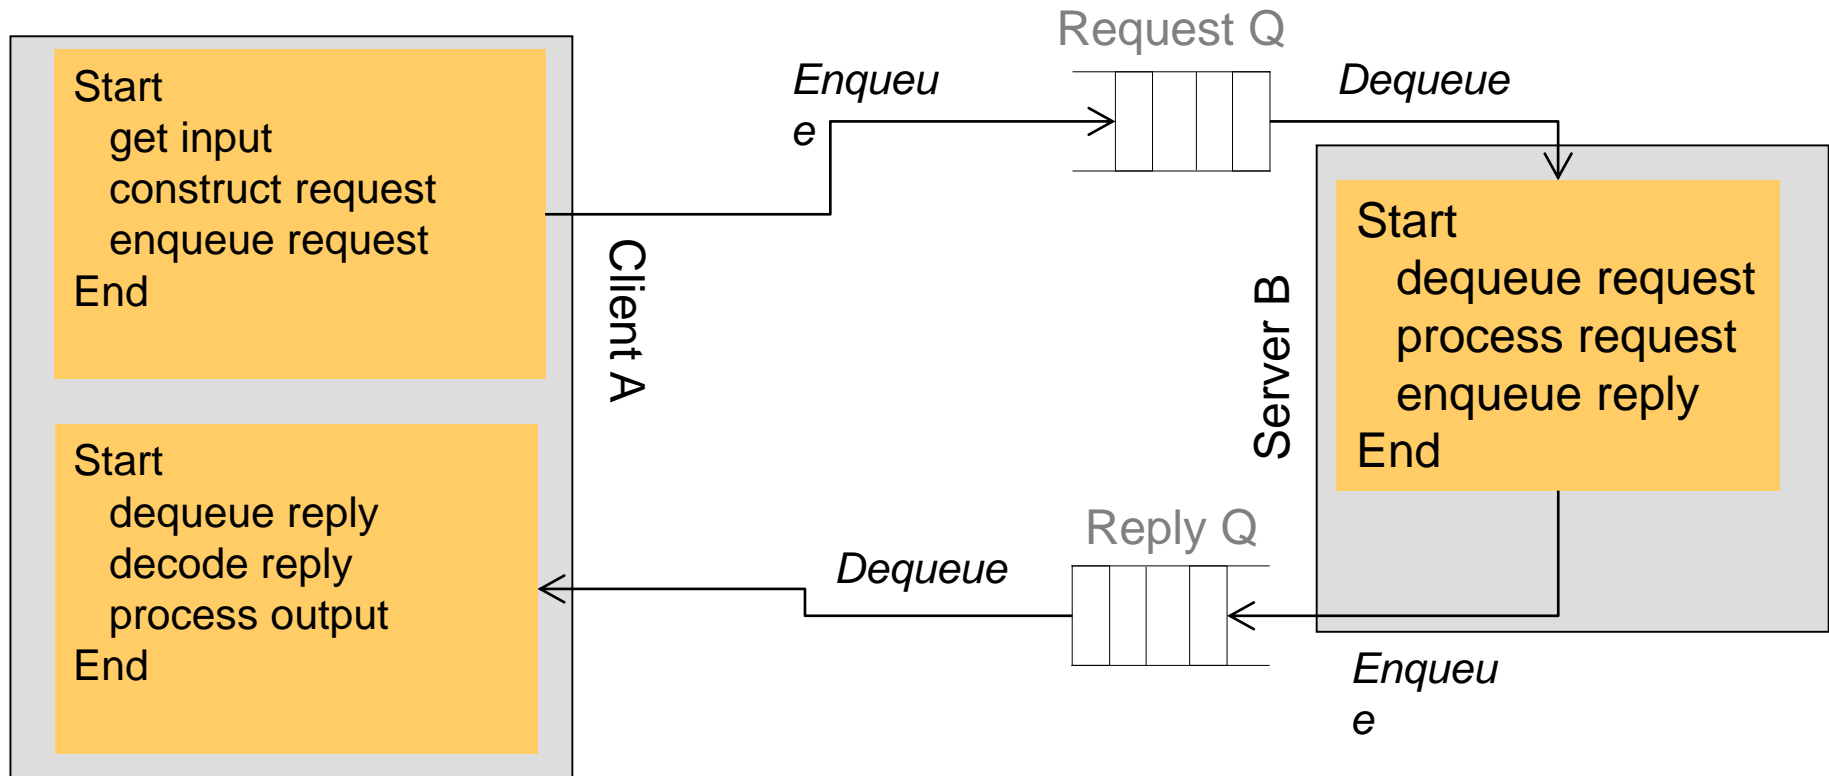 Start
get input
construct request
enqueue request
End
Client A
Enqueu
e
Request Q
Dequeue
Server B
Start
dequeue request
process request
enqueue reply
End
Enqueu
e
Reply Q
Dequeue
Start
dequeue reply
decode reply
process output
End